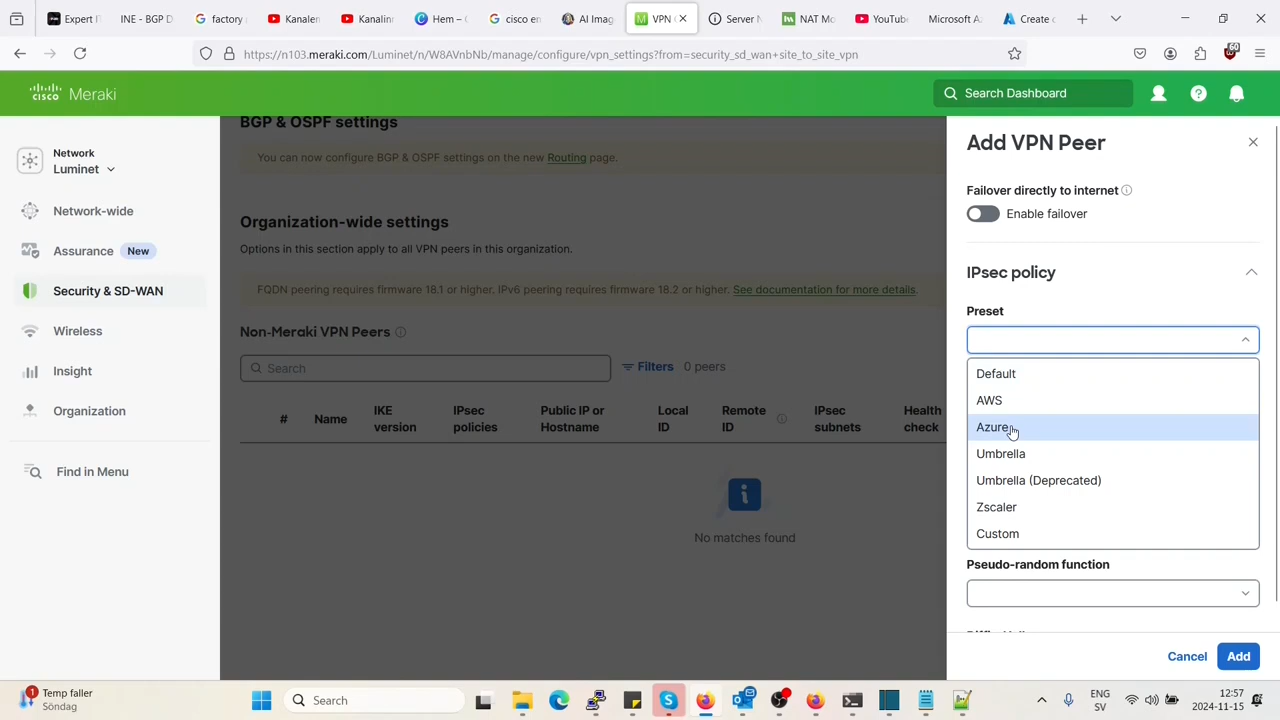 Expert F
INE - BGP D
factory
Kanalen
Kanalin
Hem –
cisco en
AI Imag
VPN
Server N
NAT Mo
YouTube
Microsoft A
Create c
https://n103.meraki.com/Luminet/n/W8AVnbNb/manage/configure/vpn_settings?from=security_sd_wan+site_to_site_vpn
60
CISCO Meraki
Search Dashboard
Network
Luminet
Network-wide
Assurance New
Security & SD-WAN
Wireless
Insight
Organization
Find in Menu
BGP & OSPF settings
You can now configure BGP & OSPF settings on the new Routing page.
Organization-wide settings
Options in this section apply to all VPN peers in this organization.
FQDN peering requires firmware 18.1 or higher. IPv6 peering requires firmware 18.2 or higher. See documentation for more details.
Non-Meraki VPN Peers
Search
Filters 0 peers
# Name IKE version IPsec policies Public IP or Hostname Local ID Remote ID IPsec subnets Health check
No matches found
Add VPN Peer
Failover directly to internet
Enable failover
IPsec policy
Preset
Default
AWS
Azure
Umbrella
Umbrella (Deprecated)
Zscaler
Custom
Pseudo-random function
Cancel Add
1
Temp faller
Söndag
Search
ENG
SV
12:57
2024-11-15